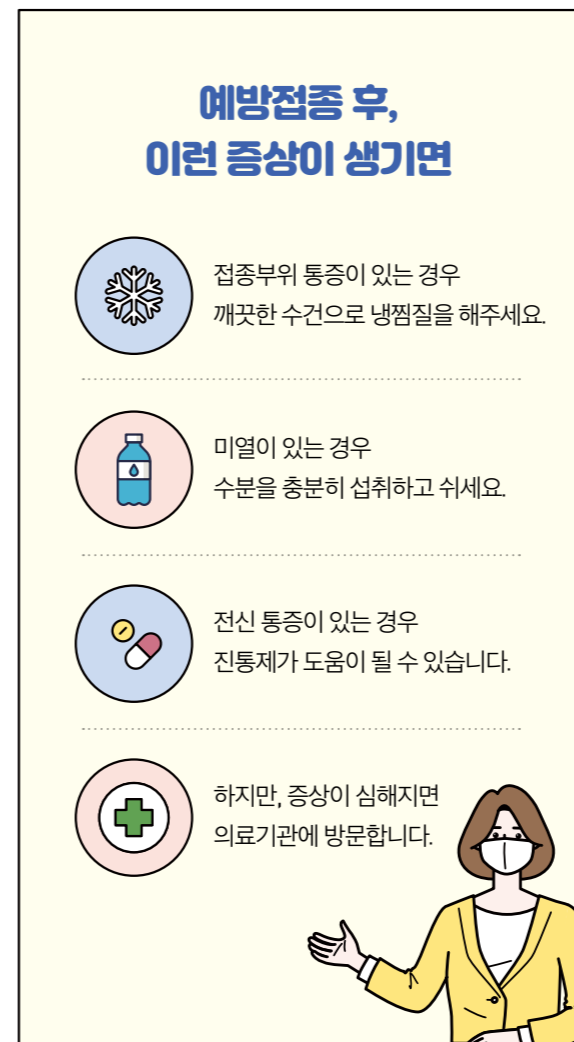 예방접종 후,
이런 증상이 생기면
접종부위 통증이 있는 경우
깨끗한 수건으로 냉찜질을 해주세요.
미열이 있는 경우
수분을 충분히 섭취하고 쉬세요.
전신 통증이 있는 경우
진통제가 도움이 될 수 있습니다.
하지만, 증상이 심해지면
의료기관에 방문합니다.